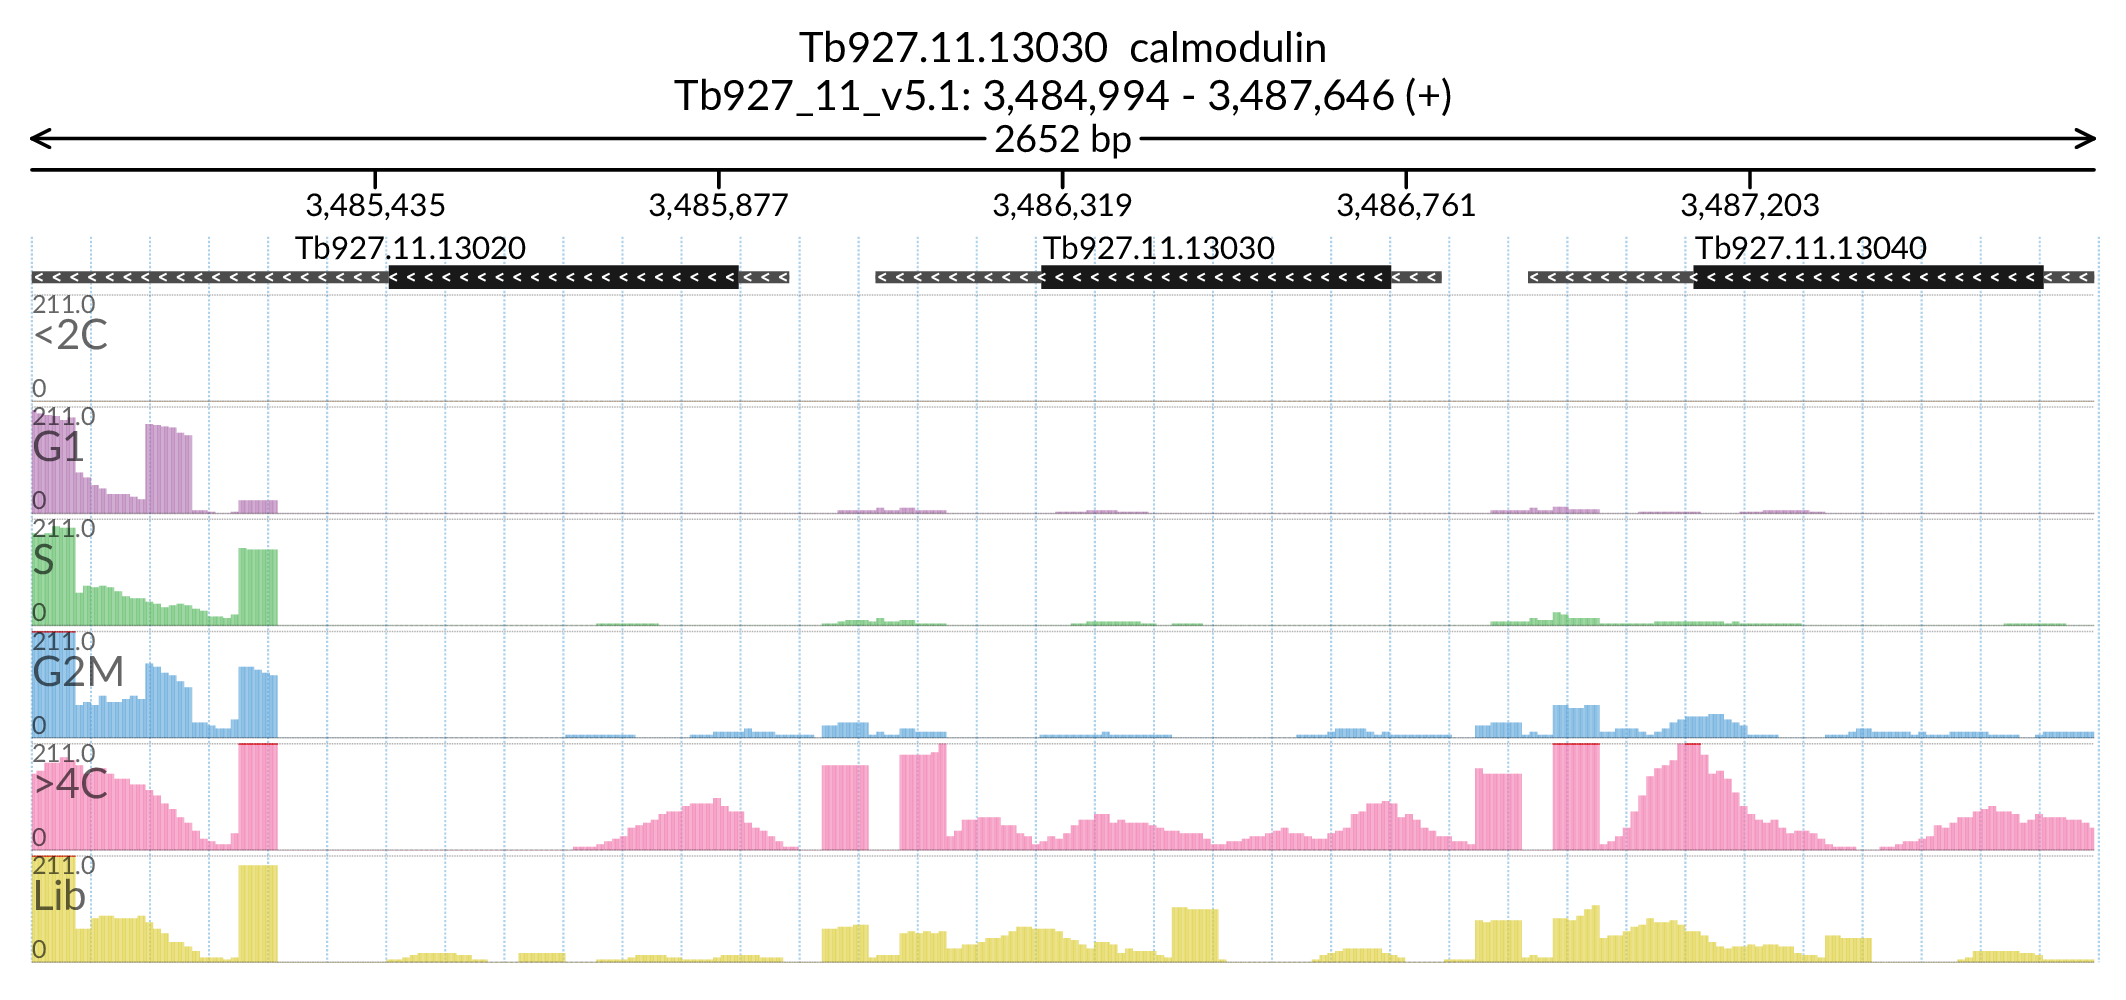 Tb927.11.13030 calmodulin
Tb927_11_v5.1: 3,484,994 - 3,487,646 (+)
2652 bp
3,485,435 3,485,877 3,486,319 3,486,761 3,487,203
Tb927.11.13020 Tb927.11.13030 Tb927.11.13040
211.0
<2C
0
211.0
G1
0
211.0
S
0
211.0
G2M
0
211.0
>4C
0
211.0
Lib
0